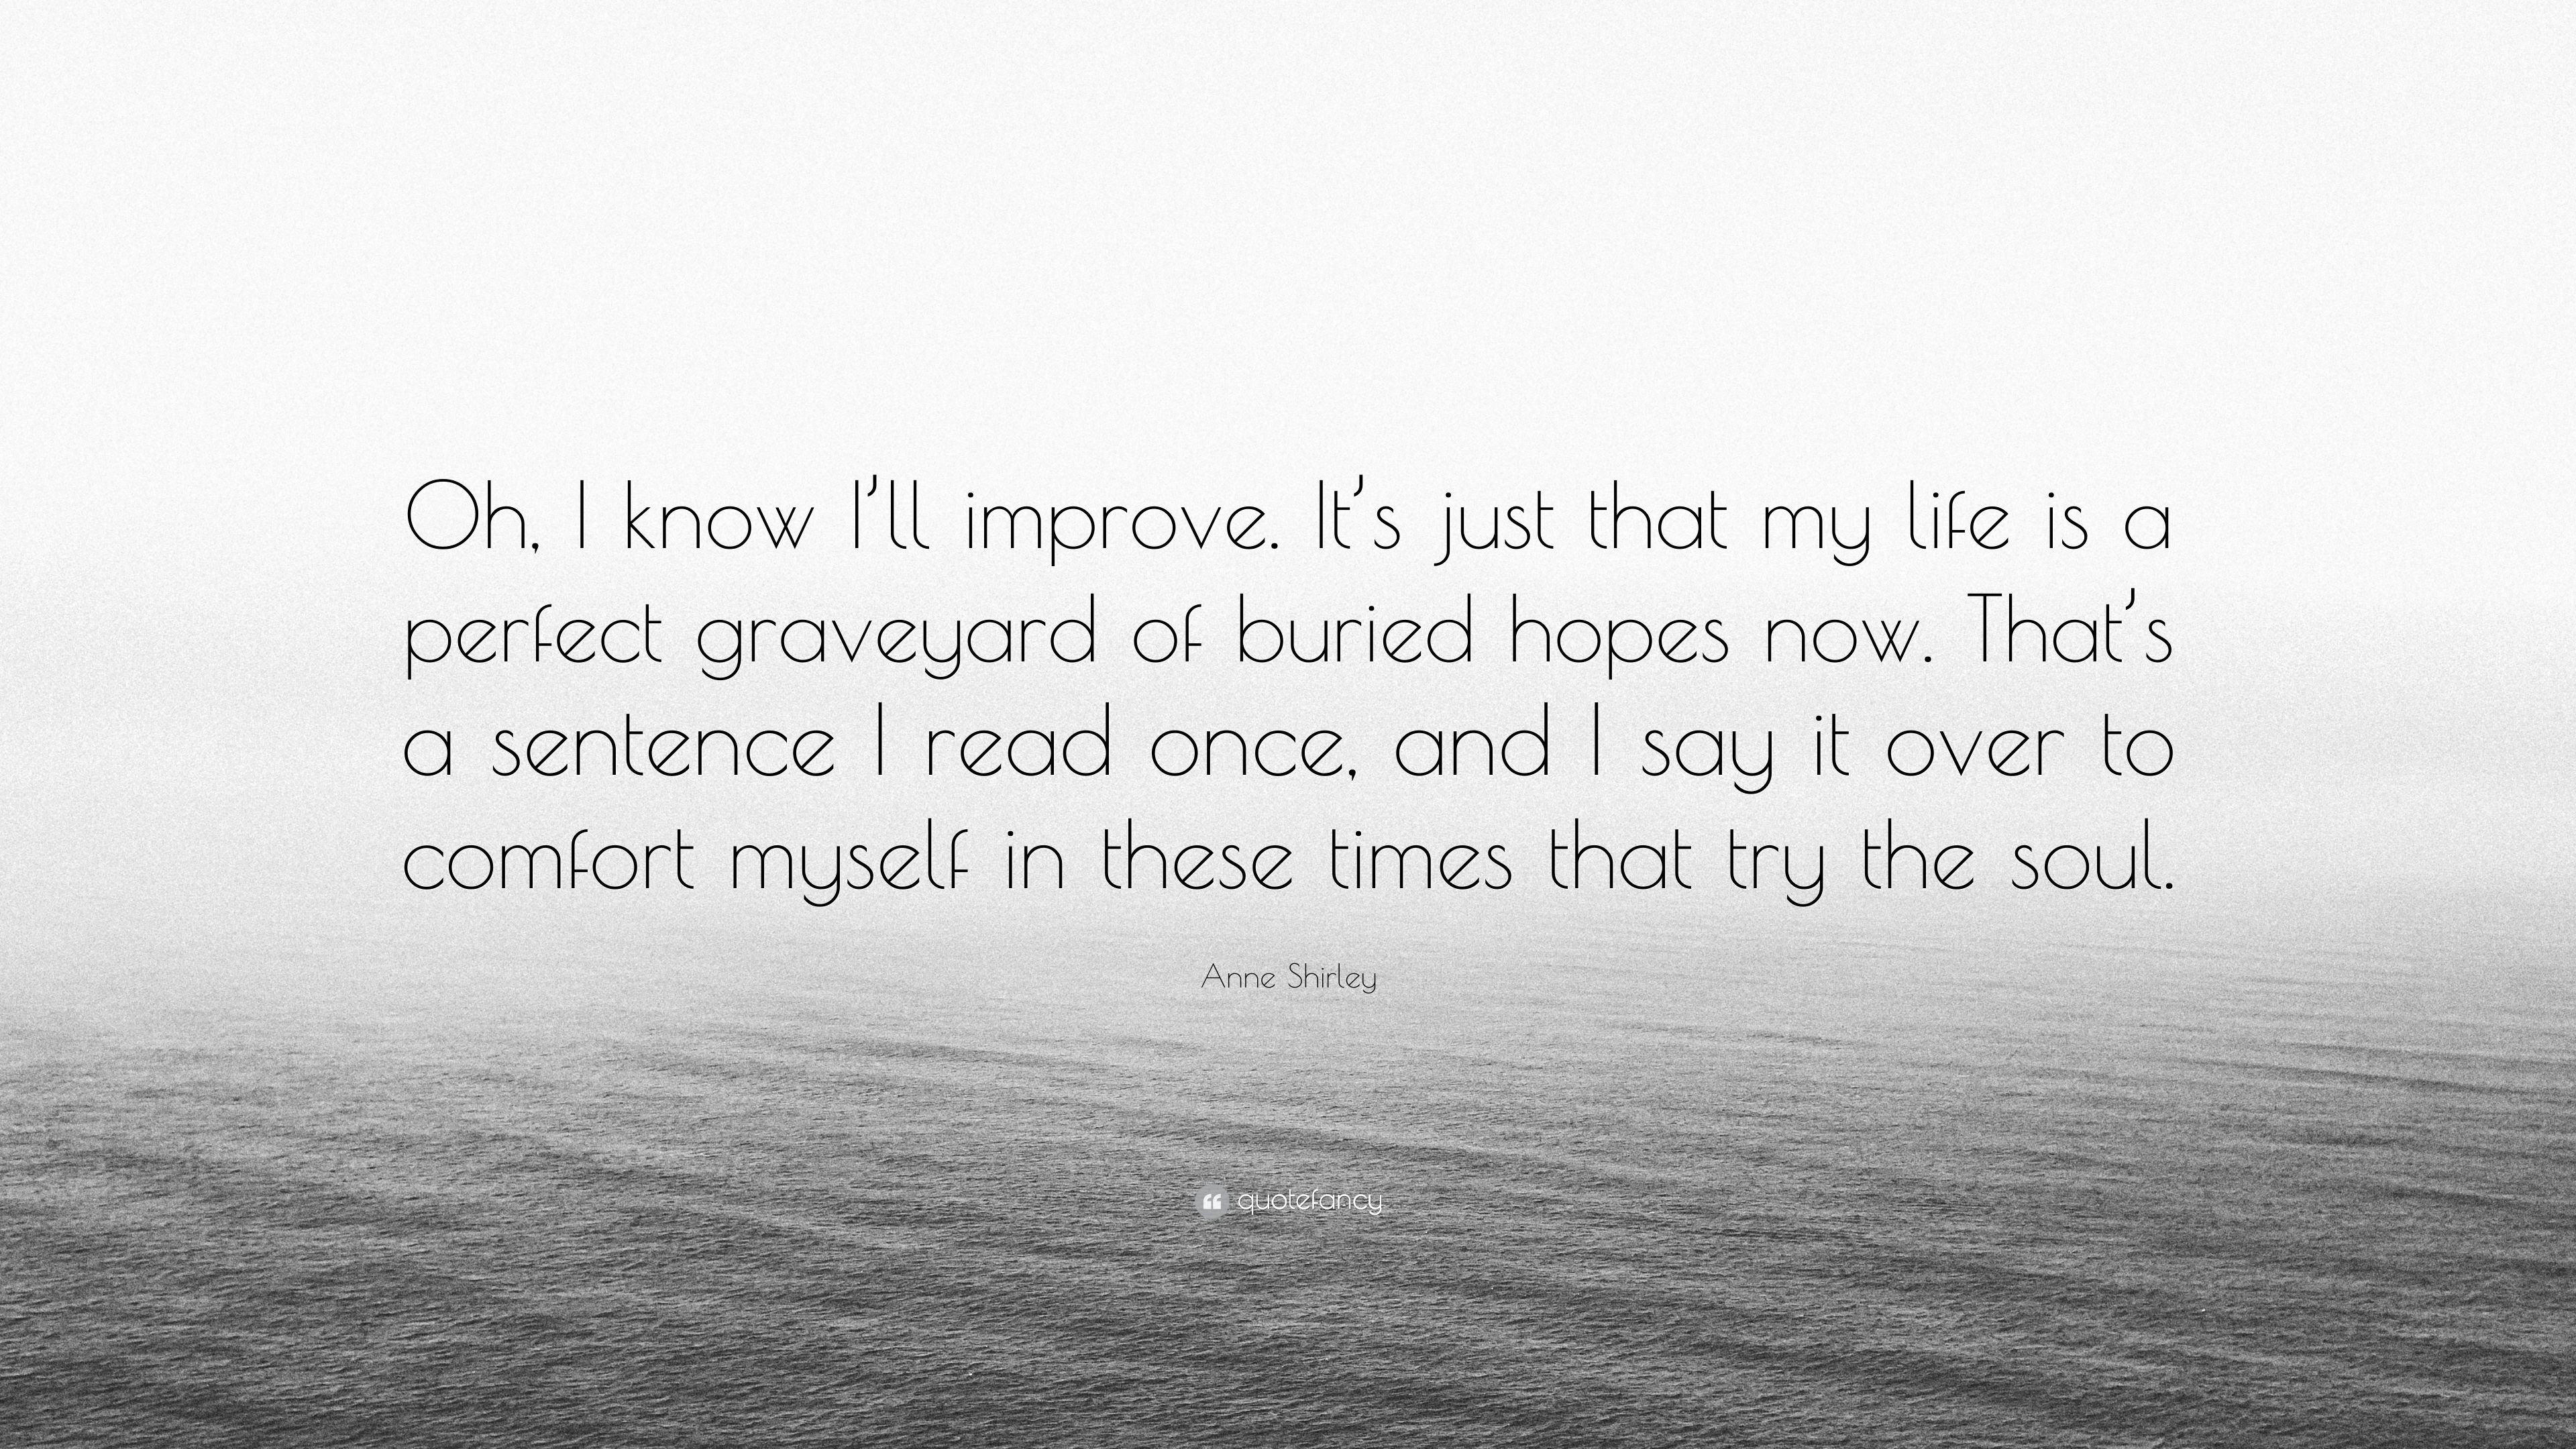 Oh, I know I’ll improve. It’s just that my life is a
perfect graveyard of buried hopes now. That’s
a sentence I read once, and I say it over to
comfort myself in these times that try the soul.
Anne Shirley
quotefancy